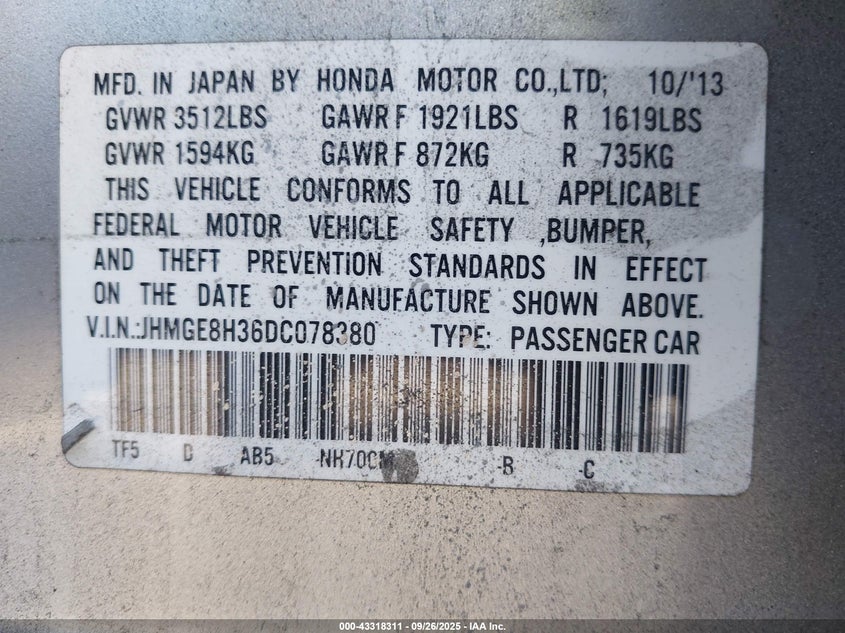 MFD. IN JAPAN BY HONDA MOTOR CO.,LTD; 10/'13
GVWR 3512LBS GAWR F 1921LBS R 1619LBS
GVWR 1594KG GAWR F 872KG R 735KG
THIS VEHICLE CONFORMS TO ALL APPLICABLE
FEDERAL MOTOR VEHICLE SAFETY ,BUMPER,
AND THEFT PREVENTION STANDARDS IN EFFECT
ON THE DATE OF MANUFACTURE SHOWN ABOVE.
V.I.N.:JHMGE8H36DC078380 TYPE: PASSENGER CAR
TF5 D AB5 NH700M -B -C
000-43318311 | 09/26/2025 | IAA Inc.